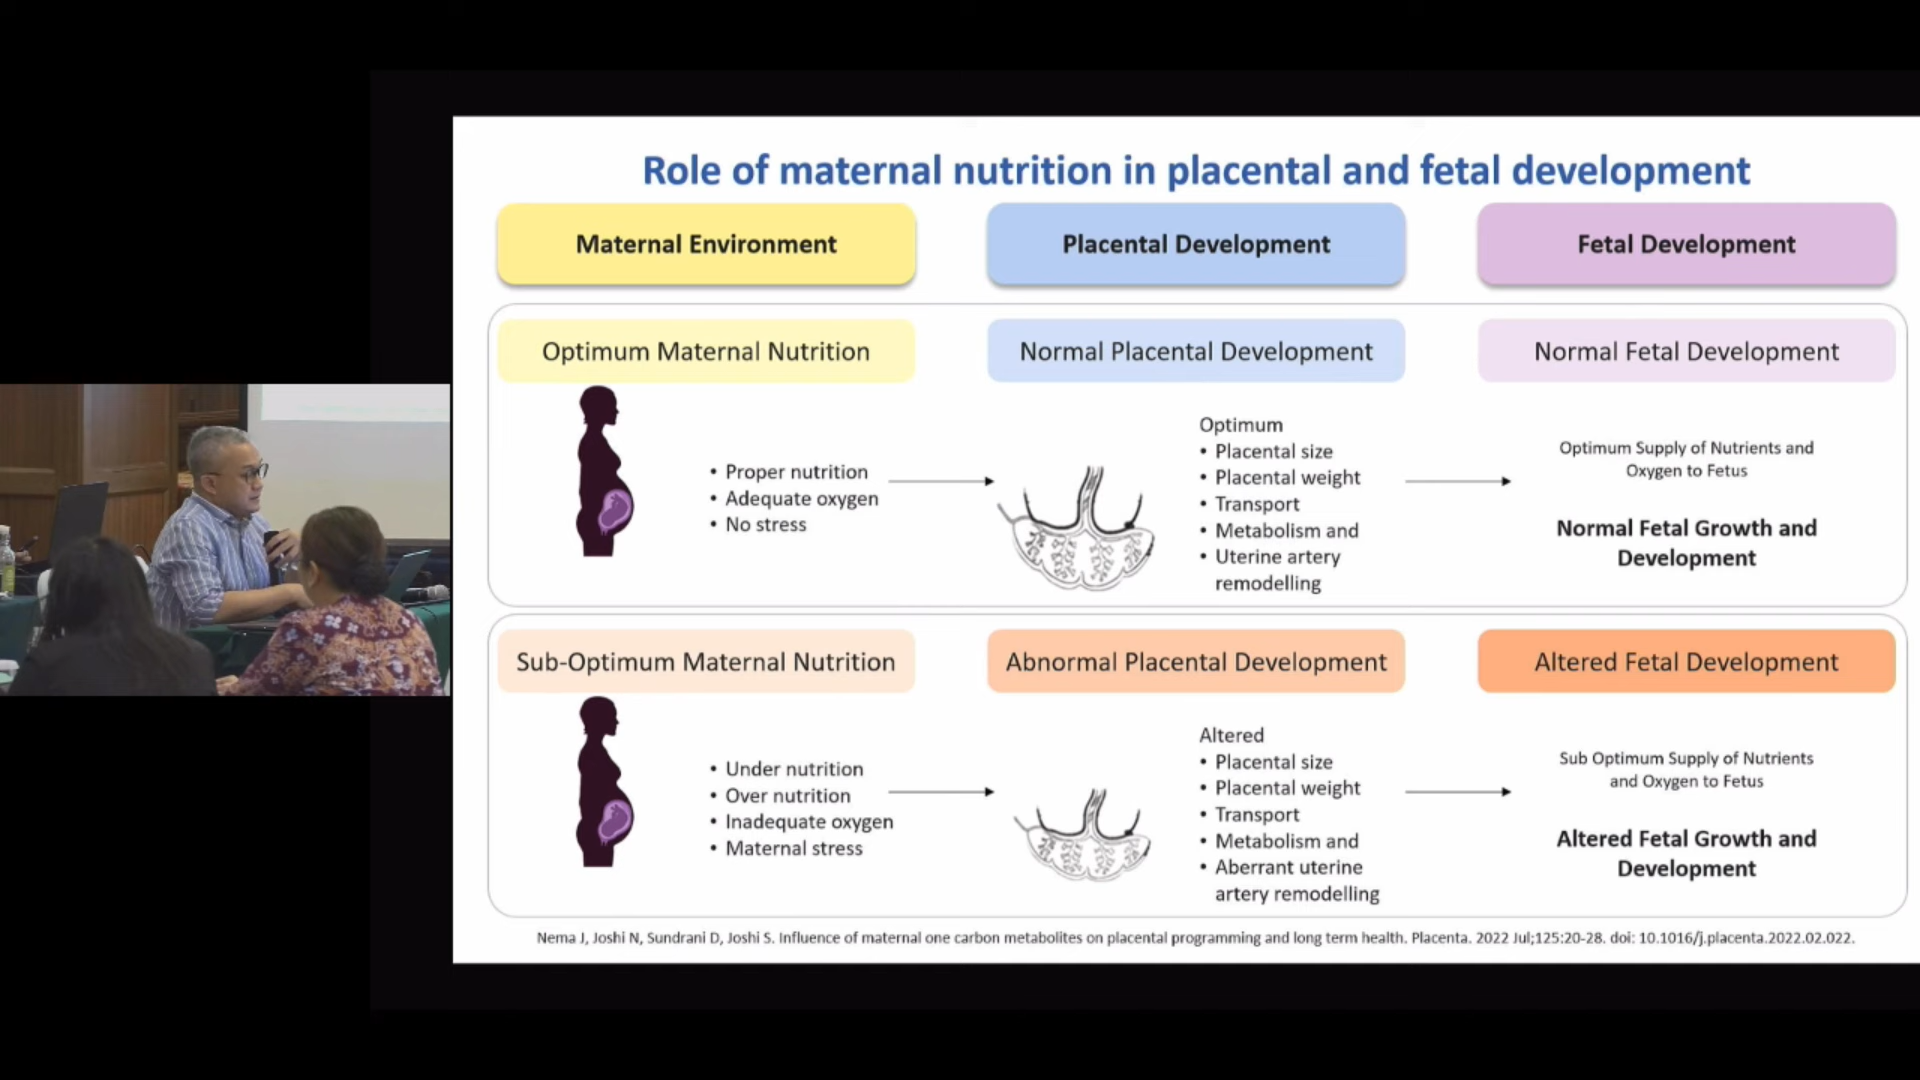 Role of maternal nutrition in placental and fetal development
Maternal Environment
Placental Development
Fetal Development
Optimum Maternal Nutrition
Normal Placental Development
Normal Fetal Development
• Proper nutrition
• Adequate oxygen
• No stress
Optimum
• Placental size
• Placental weight
• Transport
• Metabolism and
• Uterine artery
remodelling
Optimum Supply of Nutrients and
Oxygen to Fetus
Normal Fetal Growth and
Development
Sub-Optimum Maternal Nutrition
Abnormal Placental Development
Altered Fetal Development
• Under nutrition
• Over nutrition
• Inadequate oxygen
• Maternal stress
Altered
• Placental size
• Placental weight
• Transport
• Metabolism and
• Aberrant uterine
artery remodelling
Sub Optimum Supply of Nutrients
and Oxygen to Fetus
Altered Fetal Growth and
Development
Nema J, Joshi N, Sundrani D, Joshi S. Influence of maternal one carbon metabolites on placental programming and long term health. Placenta. 2022 Jul;125:20-28. doi: 10.1016/j.placenta.2022.02.022.